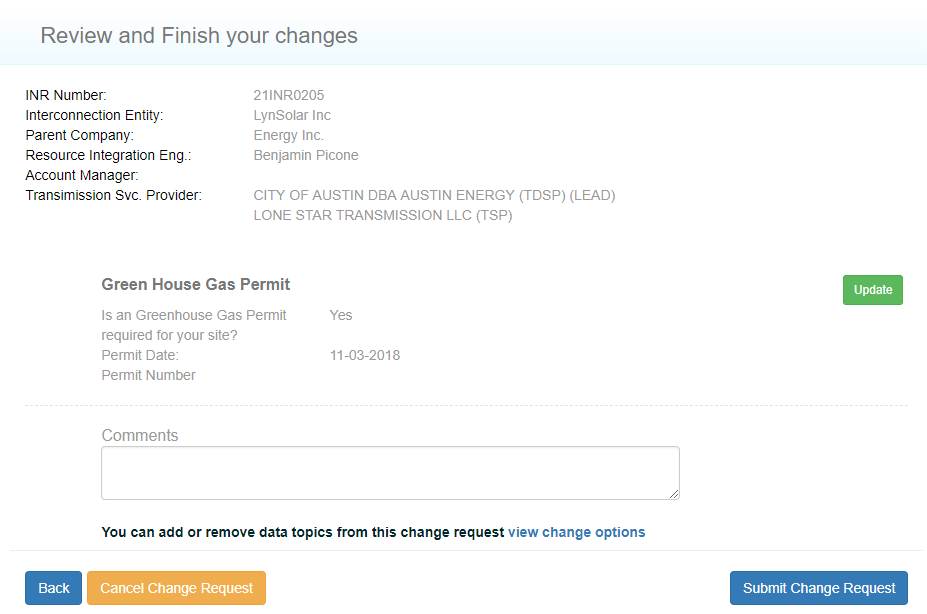 Review and Finish your changes
INR Number: 21INR0205
Interconnection Entity: LynSolar Inc
Parent Company: Energy Inc.
Resource Integration Eng.: Benjamin Picone
Account Manager:
Transimission Svc. Provider: CITY OF AUSTIN DBA AUSTIN ENERGY (TDSP) (LEAD)
LONE STAR TRANSMISSION LLC (TSP)
Green House Gas Permit
Update
Is an Greenhouse Gas Permit Yes
required for your site?
Permit Date: 11-03-2018
Permit Number
Comments
You can add or remove data topics from this change request view change options
Back Cancel Change Request Submit Change Request